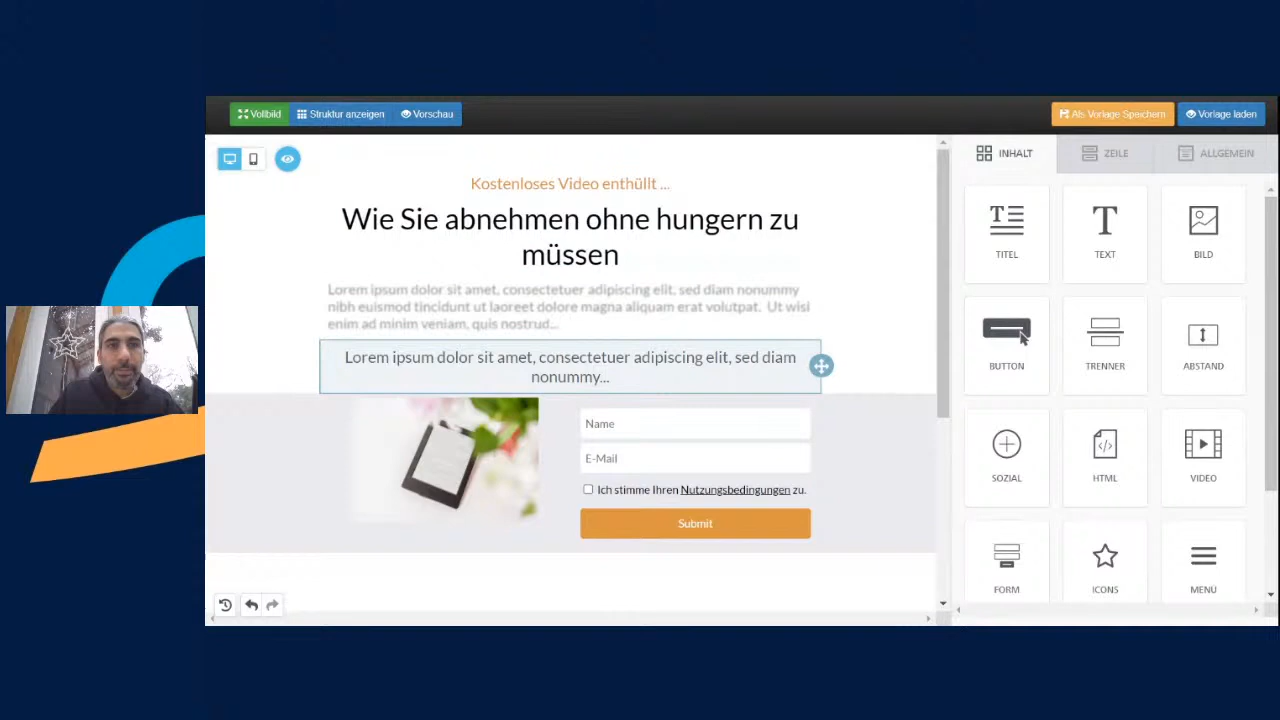 Vollbild
Struktur anzeigen
Vorschau
Als Vorlage Speichern
Vorlage laden
INHALT
ZEILE
ALLGEMEIN
Kostenloses Video enthüllt ...
Wie Sie abnehmen ohne hungern zu
müssen
Lorem ipsum dolor sit amet, consectetuer adipiscing elit, sed diam nonummy
nibh euismod tincidunt ut laoreet dolore magna aliquam erat volutpat. Ut wisi
enim ad minim veniam, quis nostrud...
Lorem ipsum dolor sit amet, consectetuer adipiscing elit, sed diam
nonummy...
Name
E-Mail
Ich stimme Ihren Nutzungsbedingungen zu.
Submit
TITEL
TEXT
BILD
BUTTON
TRENNER
ABSTAND
SOZIAL
HTML
VIDEO
FORM
ICONS
MENÜ